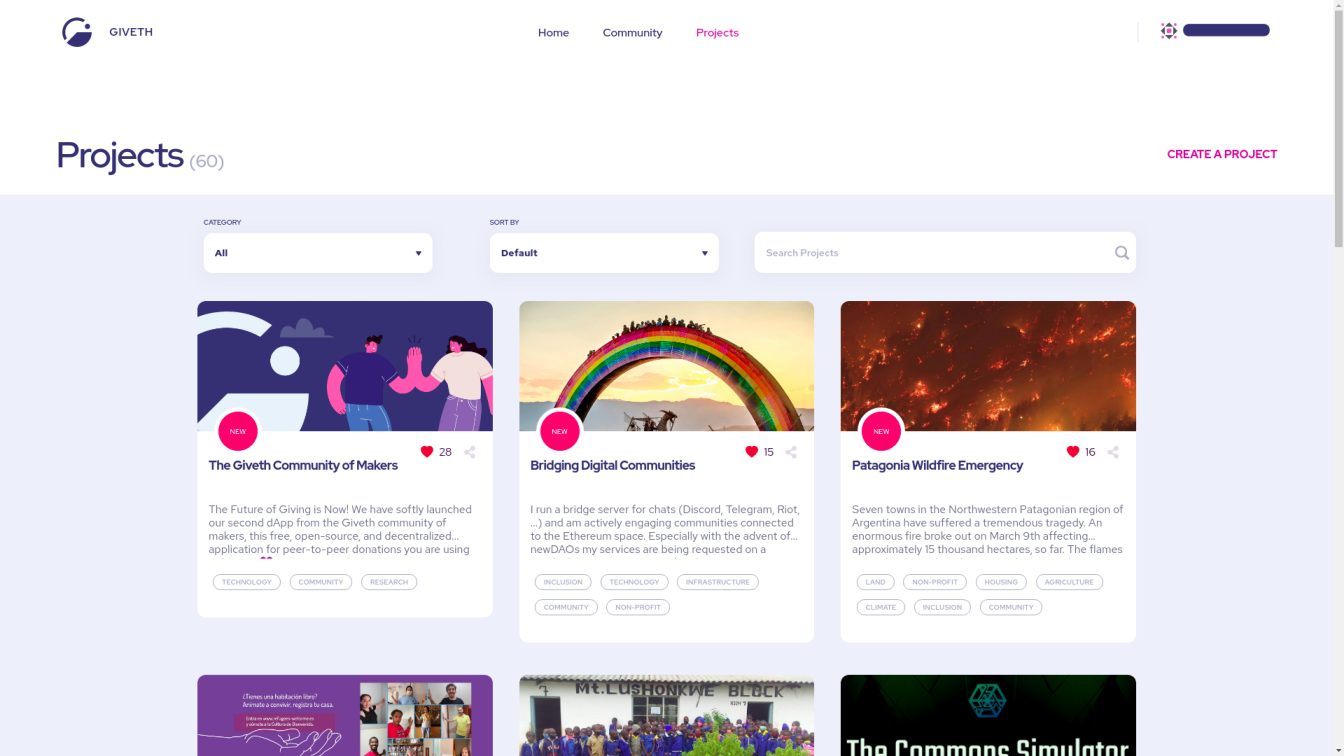 GIVETH
Home
Community
Projects
Projects (60)
CREATE A PROJECT
CATEGORY
All
SORT BY
Default
Search Projects
NEW
28
The Giveth Community of Makers
The Future of Giving is Now! We have softly launched
our second dApp from the Giveth community of
makers, this free, open-source, and decentralized...
application for peer-to-peer donations you are using
TECHNOLOGY
COMMUNITY
RESEARCH
NEW
15
Bridging Digital Communities
I run a bridge server for chats (Discord, Telegram, Riot,
...) and am actively engaging communities connected
to the Ethereum space. Especially with the advent of...
newDAOs my services are being requested on a
INCLUSION
TECHNOLOGY
INFRASTRUCTURE
COMMUNITY
NON-PROFIT
NEW
16
Patagonia Wildfire Emergency
Seven towns in the Northwestern Patagonian region of
Argentina have suffered a tremendous tragedy. An
enormous fire broke out on March 9th affecting...
approximately 15 thousand hectares, so far. The flames
LAND
NON-PROFIT
HOUSING
AGRICULTURE
CLIMATE
INCLUSION
COMMUNITY
¿Tienes una habitación libre?
Anímate a convivir, registra tu casa.
Mt. LUSHONKWE BLOCK
The Commons Simulator